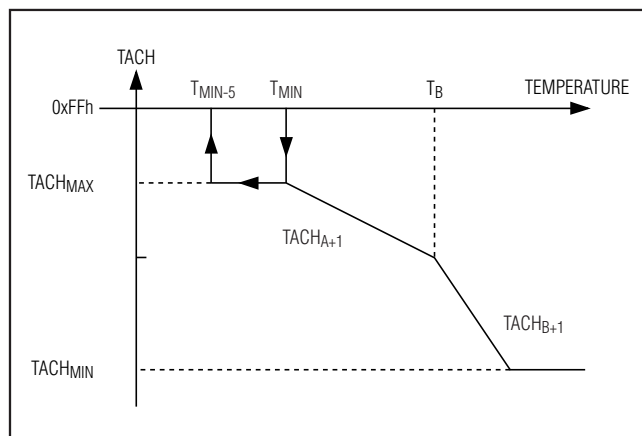 TACH
T_MIN-5
T_MIN
T_B
TEMPERATURE
0xFFh
TACH_MAX
TACH_A+1
TACH_B+1
TACH_MIN